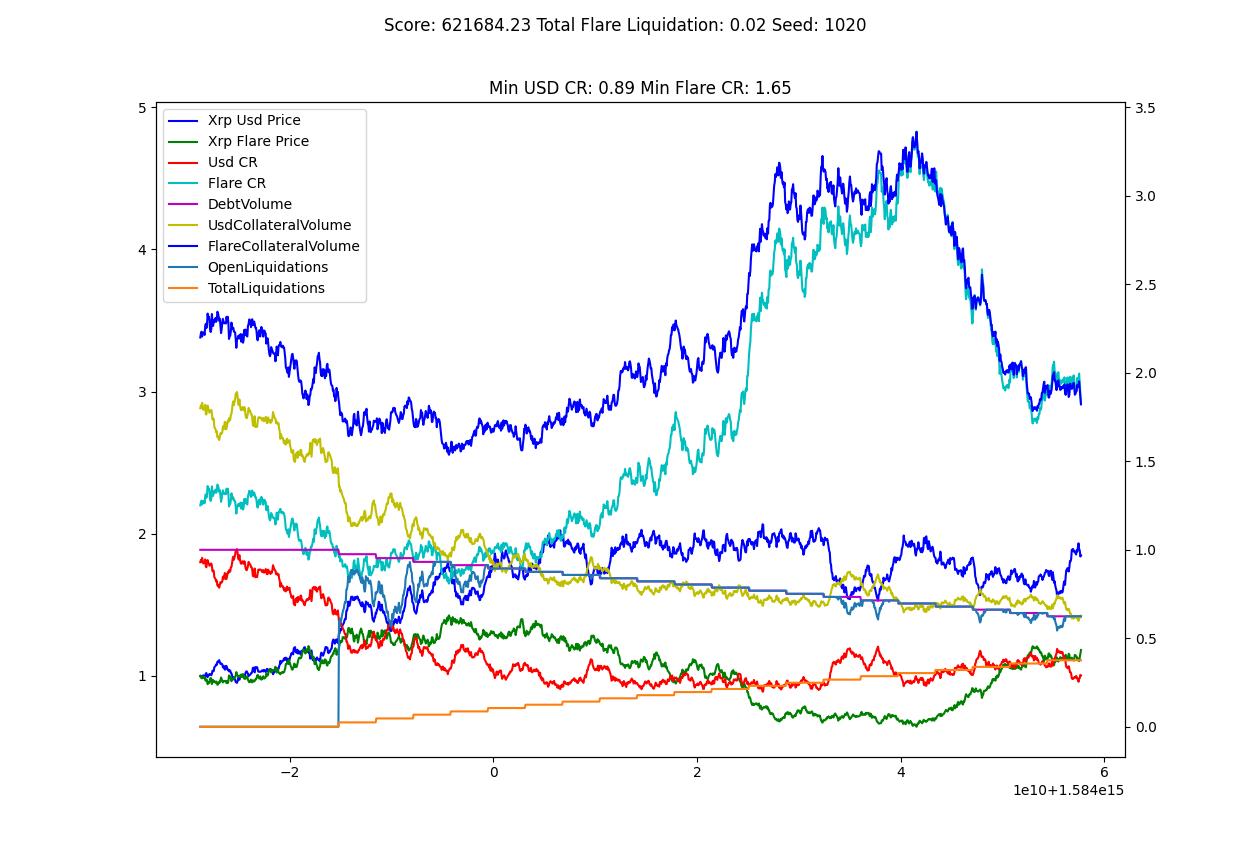 Score: 621684.23 Total Flare Liquidation: 0.02 Seed: 1020
Min USD CR: 0.89 Min Flare CR: 1.65
Xrp Usd Price
Xrp Flare Price
Usd CR
Flare CR
DebtVolume
UsdCollateralVolume
FlareCollateralVolume
OpenLiquidations
TotalLiquidations
5
4
3
2
1
3.5
3.0
2.5
2.0
1.5
1.0
0.5
0.0
−2
0
2
4
6
1e10+1.584e15